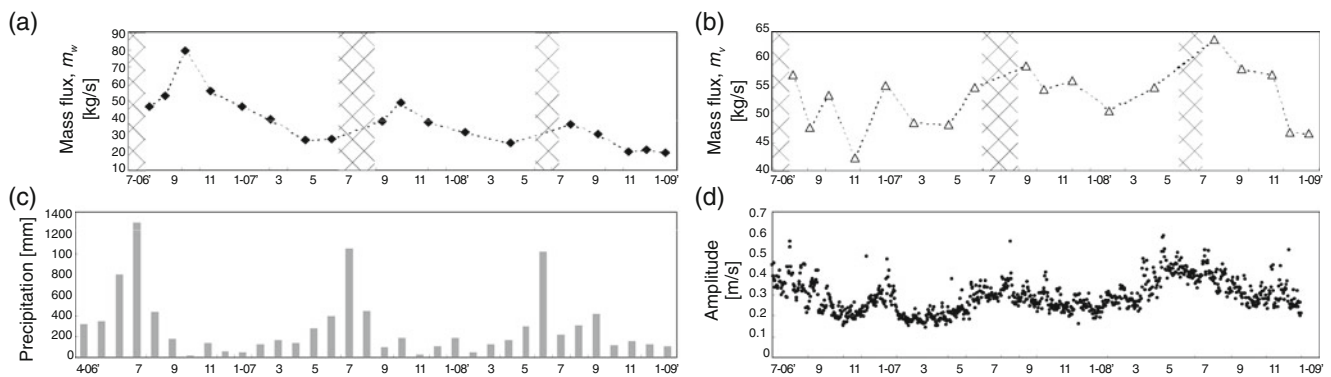 (a)
Mass flux, m_w
[kg/s]
90
80
70
60
50
40
30
20
10
7-06' 9 11 1-07' 3 5 7 9 11 1-08' 3 5 7 9 11 1-09'
(b)
Mass flux, m_v
[kg/s]
65
60
55
50
45
40
7-06' 9 11 1-07' 3 5 7 9 11 1-08' 3 5 7 9 11 1-09'
(c)
Precipitation [mm]
1400
1200
100
800
600
400
200
0
4-06' 7 9 11 1-07' 3 5 7 9 11 1-08' 3 5 7 9 11 1-09'
(d)
Amplitude
[m/s]
0.7
0.6
0.5
0.4
0.3
0.2
0.1
0
7-06' 9 11 1-07' 3 5 7 9 11 1-08' 3 5 7 9 11 1-09'